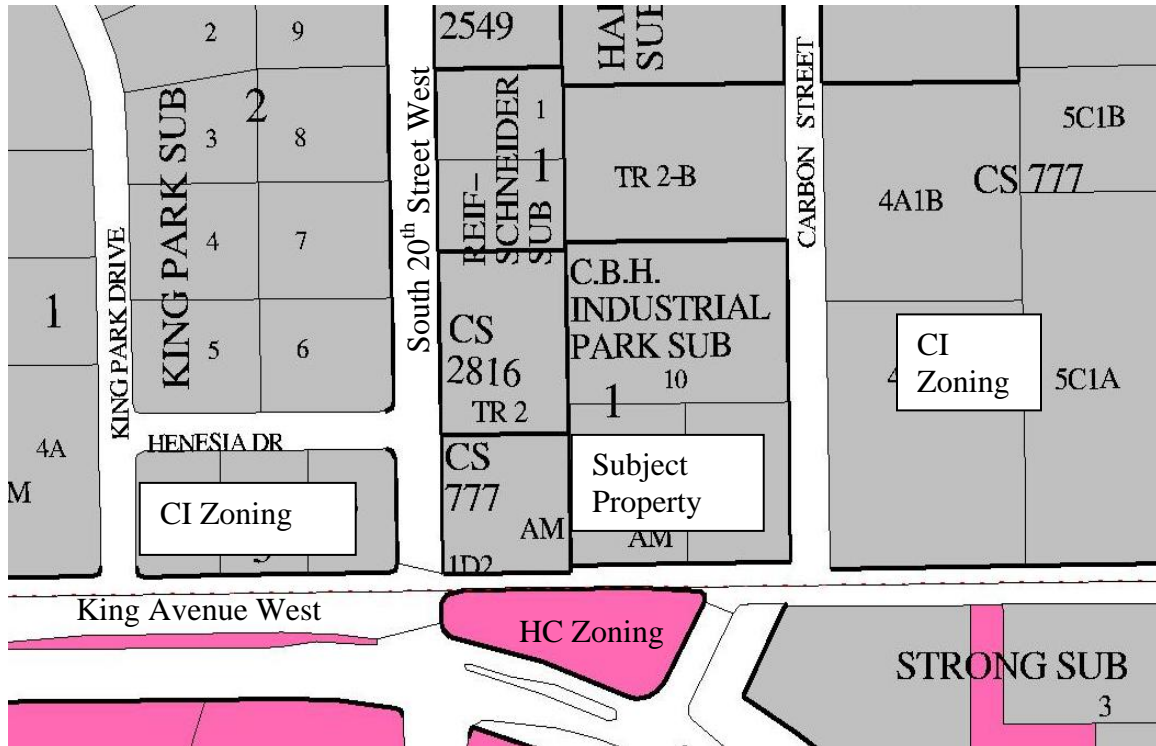 2549
HA
SUB
2
9
2
KING PARK SUB
3
8
4
7
5
6
South 20th Street West
REIF-
SCHNEIDER
SUB
1
1
1
TR 2-B
CARBON STREET
5C1B
CS 777
4A1B
KING PARK DRIVE
1
4A
M
CS
2816
TR 2
C.B.H.
INDUSTRIAL
PARK SUB
10
1
CI
Zoning
4
5C1A
HENESIA DR
CI Zoning
CS
777
AM
1D2
Subject
Property
AM
King Avenue West
HC Zoning
STRONG SUB
3